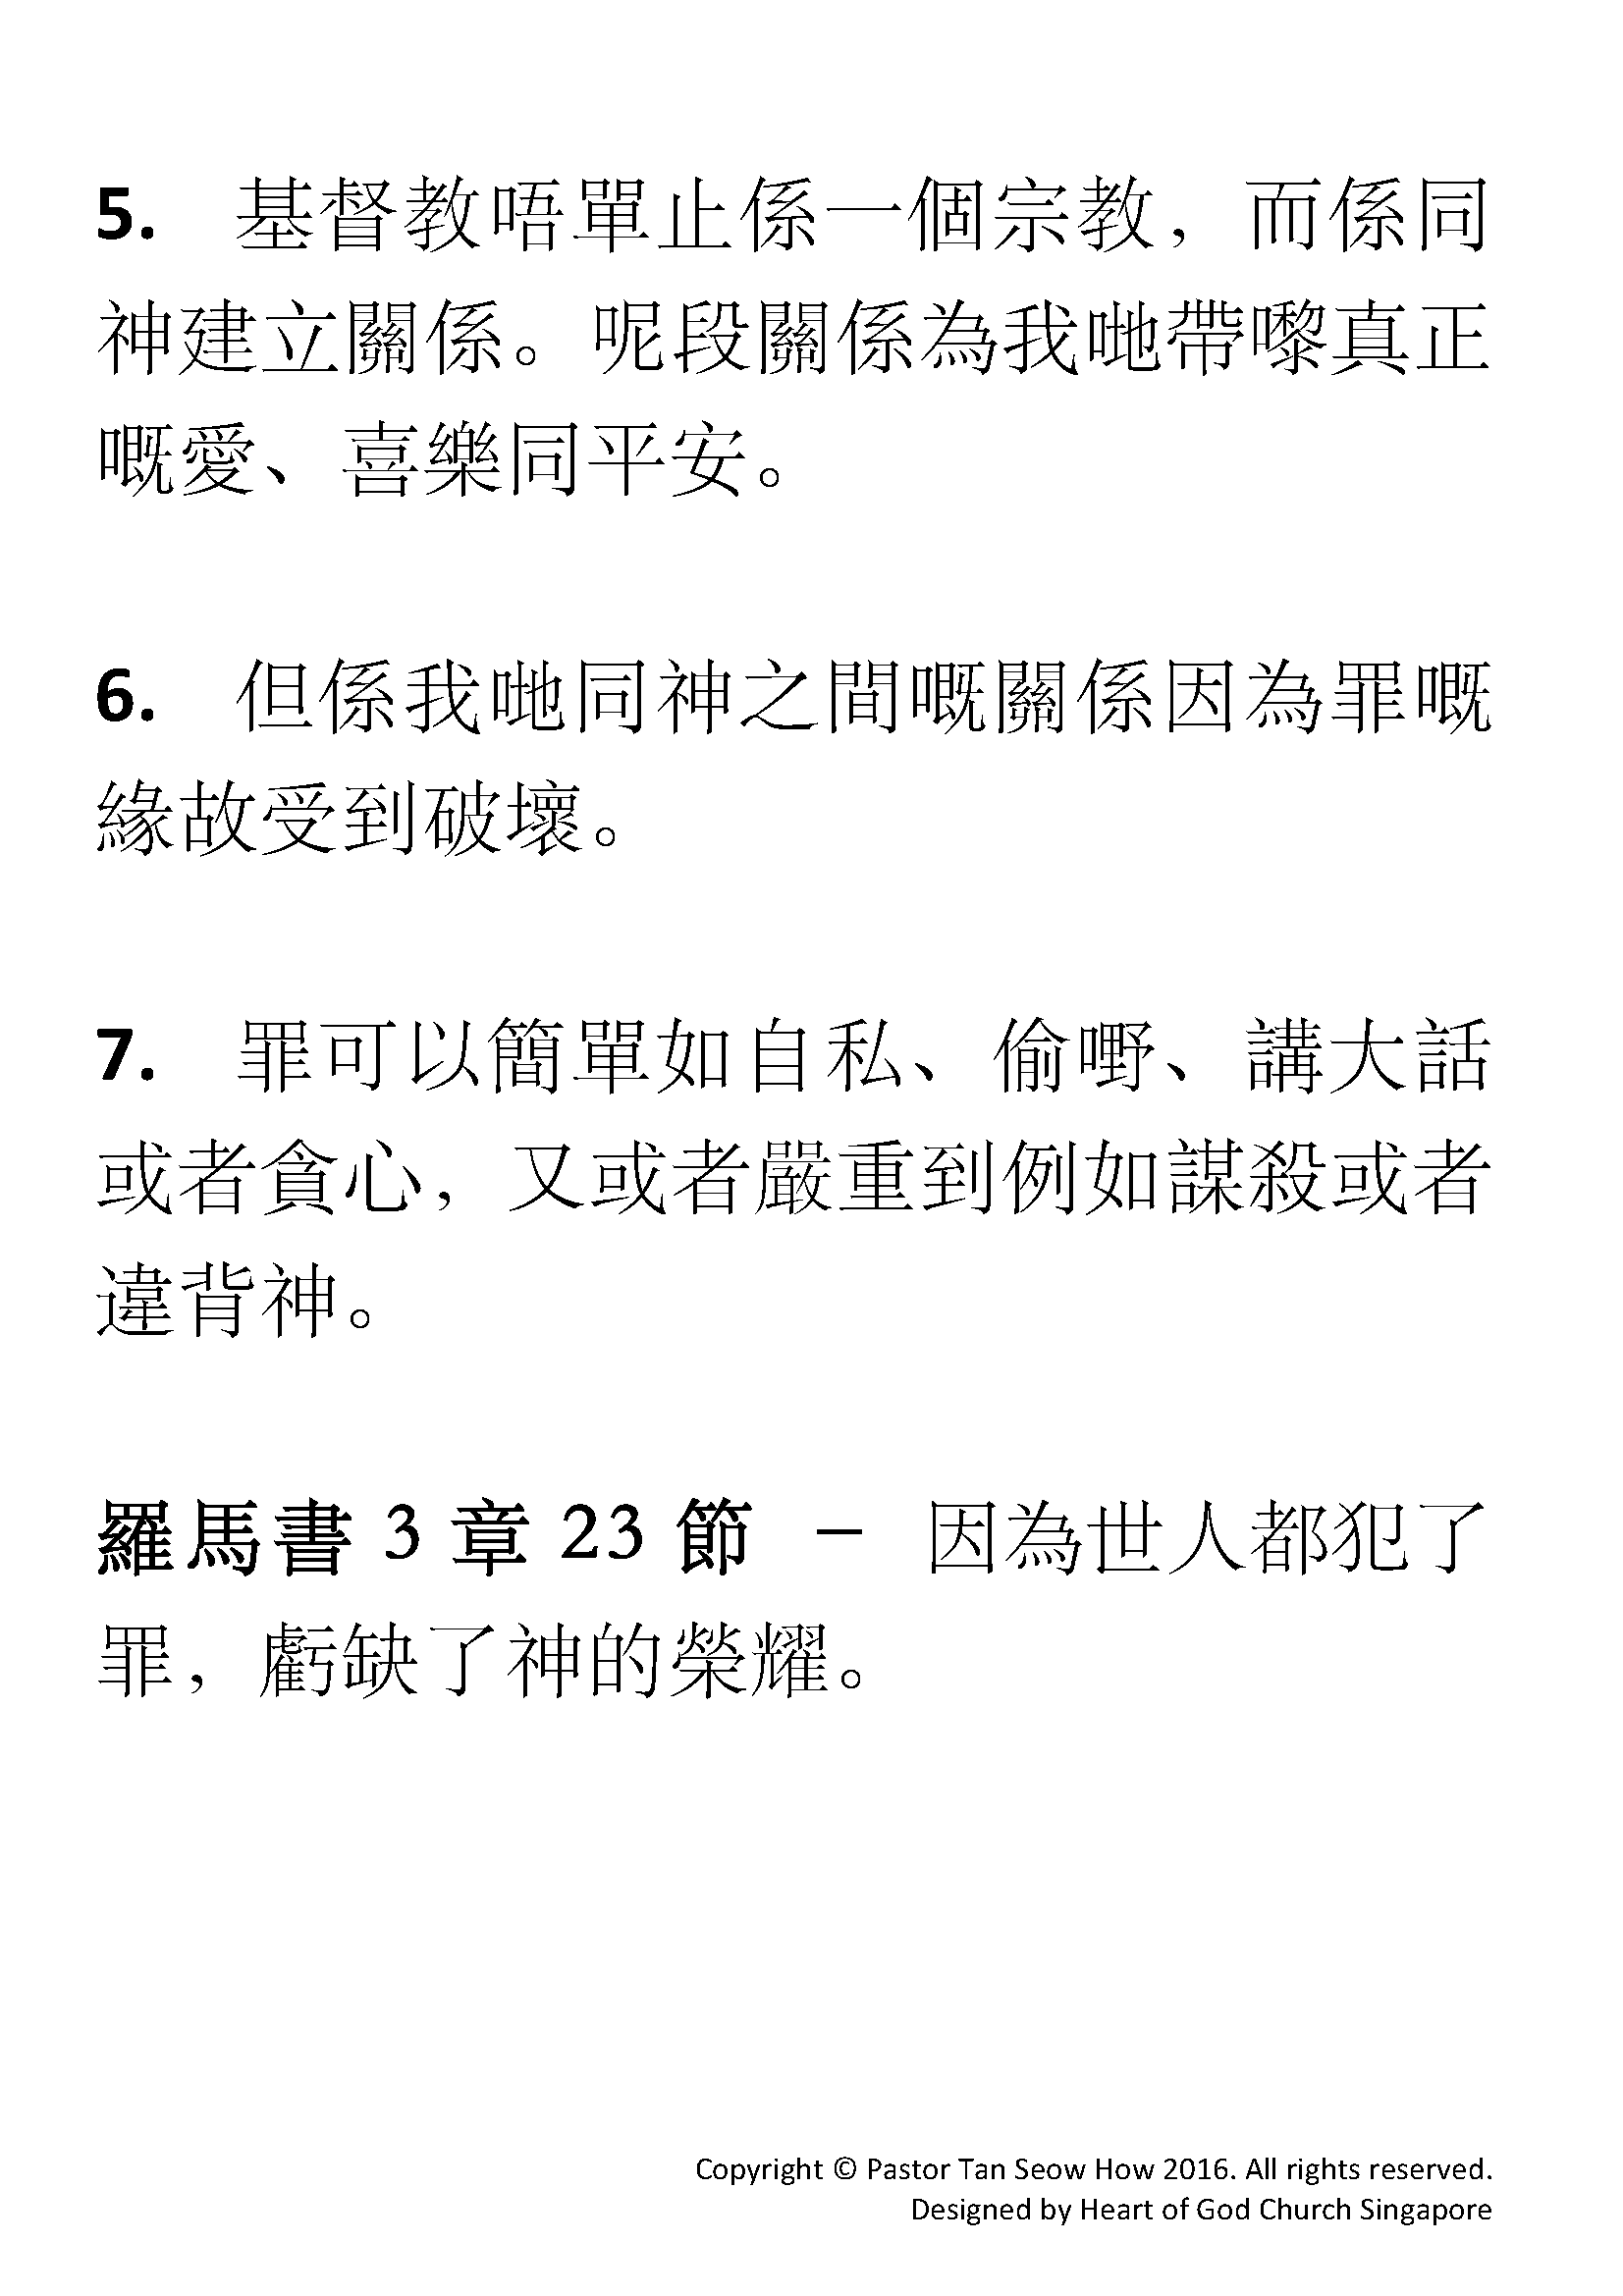 5. 基督教唔單止係一個宗教，而係同
神建立關係。呢段關係為我哋帶嚟真正
嘅愛、喜樂同平安。
6. 但係我哋同神之間嘅關係因為罪嘅
緣故受到破壞。
7. 罪可以簡單如自私、偷嘢、講大話
或者貪心，又或者嚴重到例如謀殺或者
違背神。
羅馬書 3 章 23 節 – 因為世人都犯了
罪，虧缺了神的榮耀。
Copyright © Pastor Tan Seow How 2016. All rights reserved.
Designed by Heart of God Church Singapore